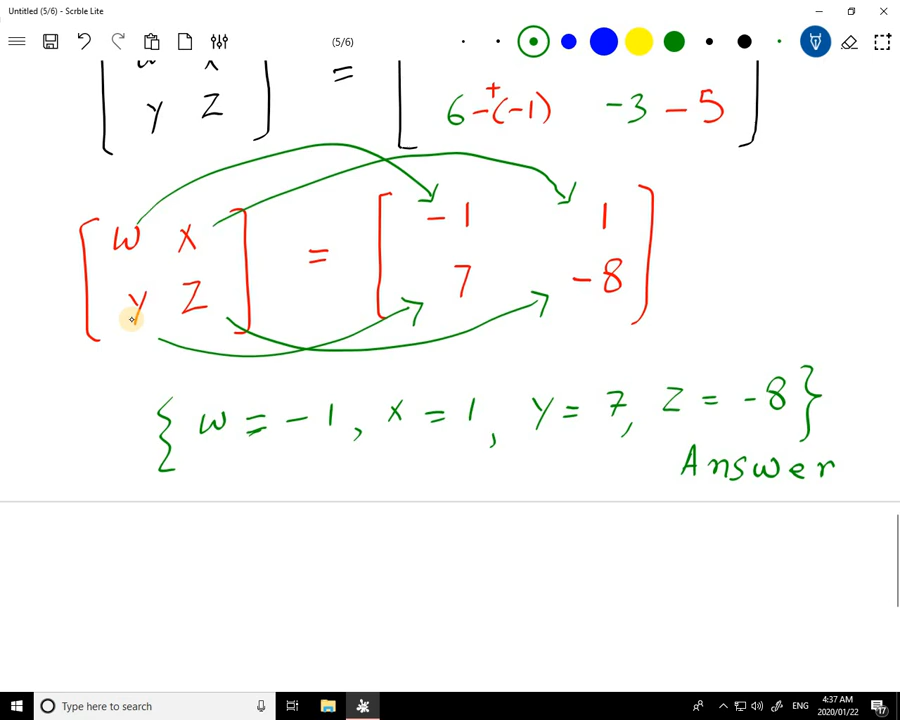 Untitled (5/6) - Scrble Lite
(5/6)
w x
y z
=
6 - + (-1) -3 - 5
w x
y z
=
-1 1
7 -8
{ w = -1, x = 1, y = 7, z = -8 }
Answer
Type here to search
ENG
4:37 AM
2020/01/22
17